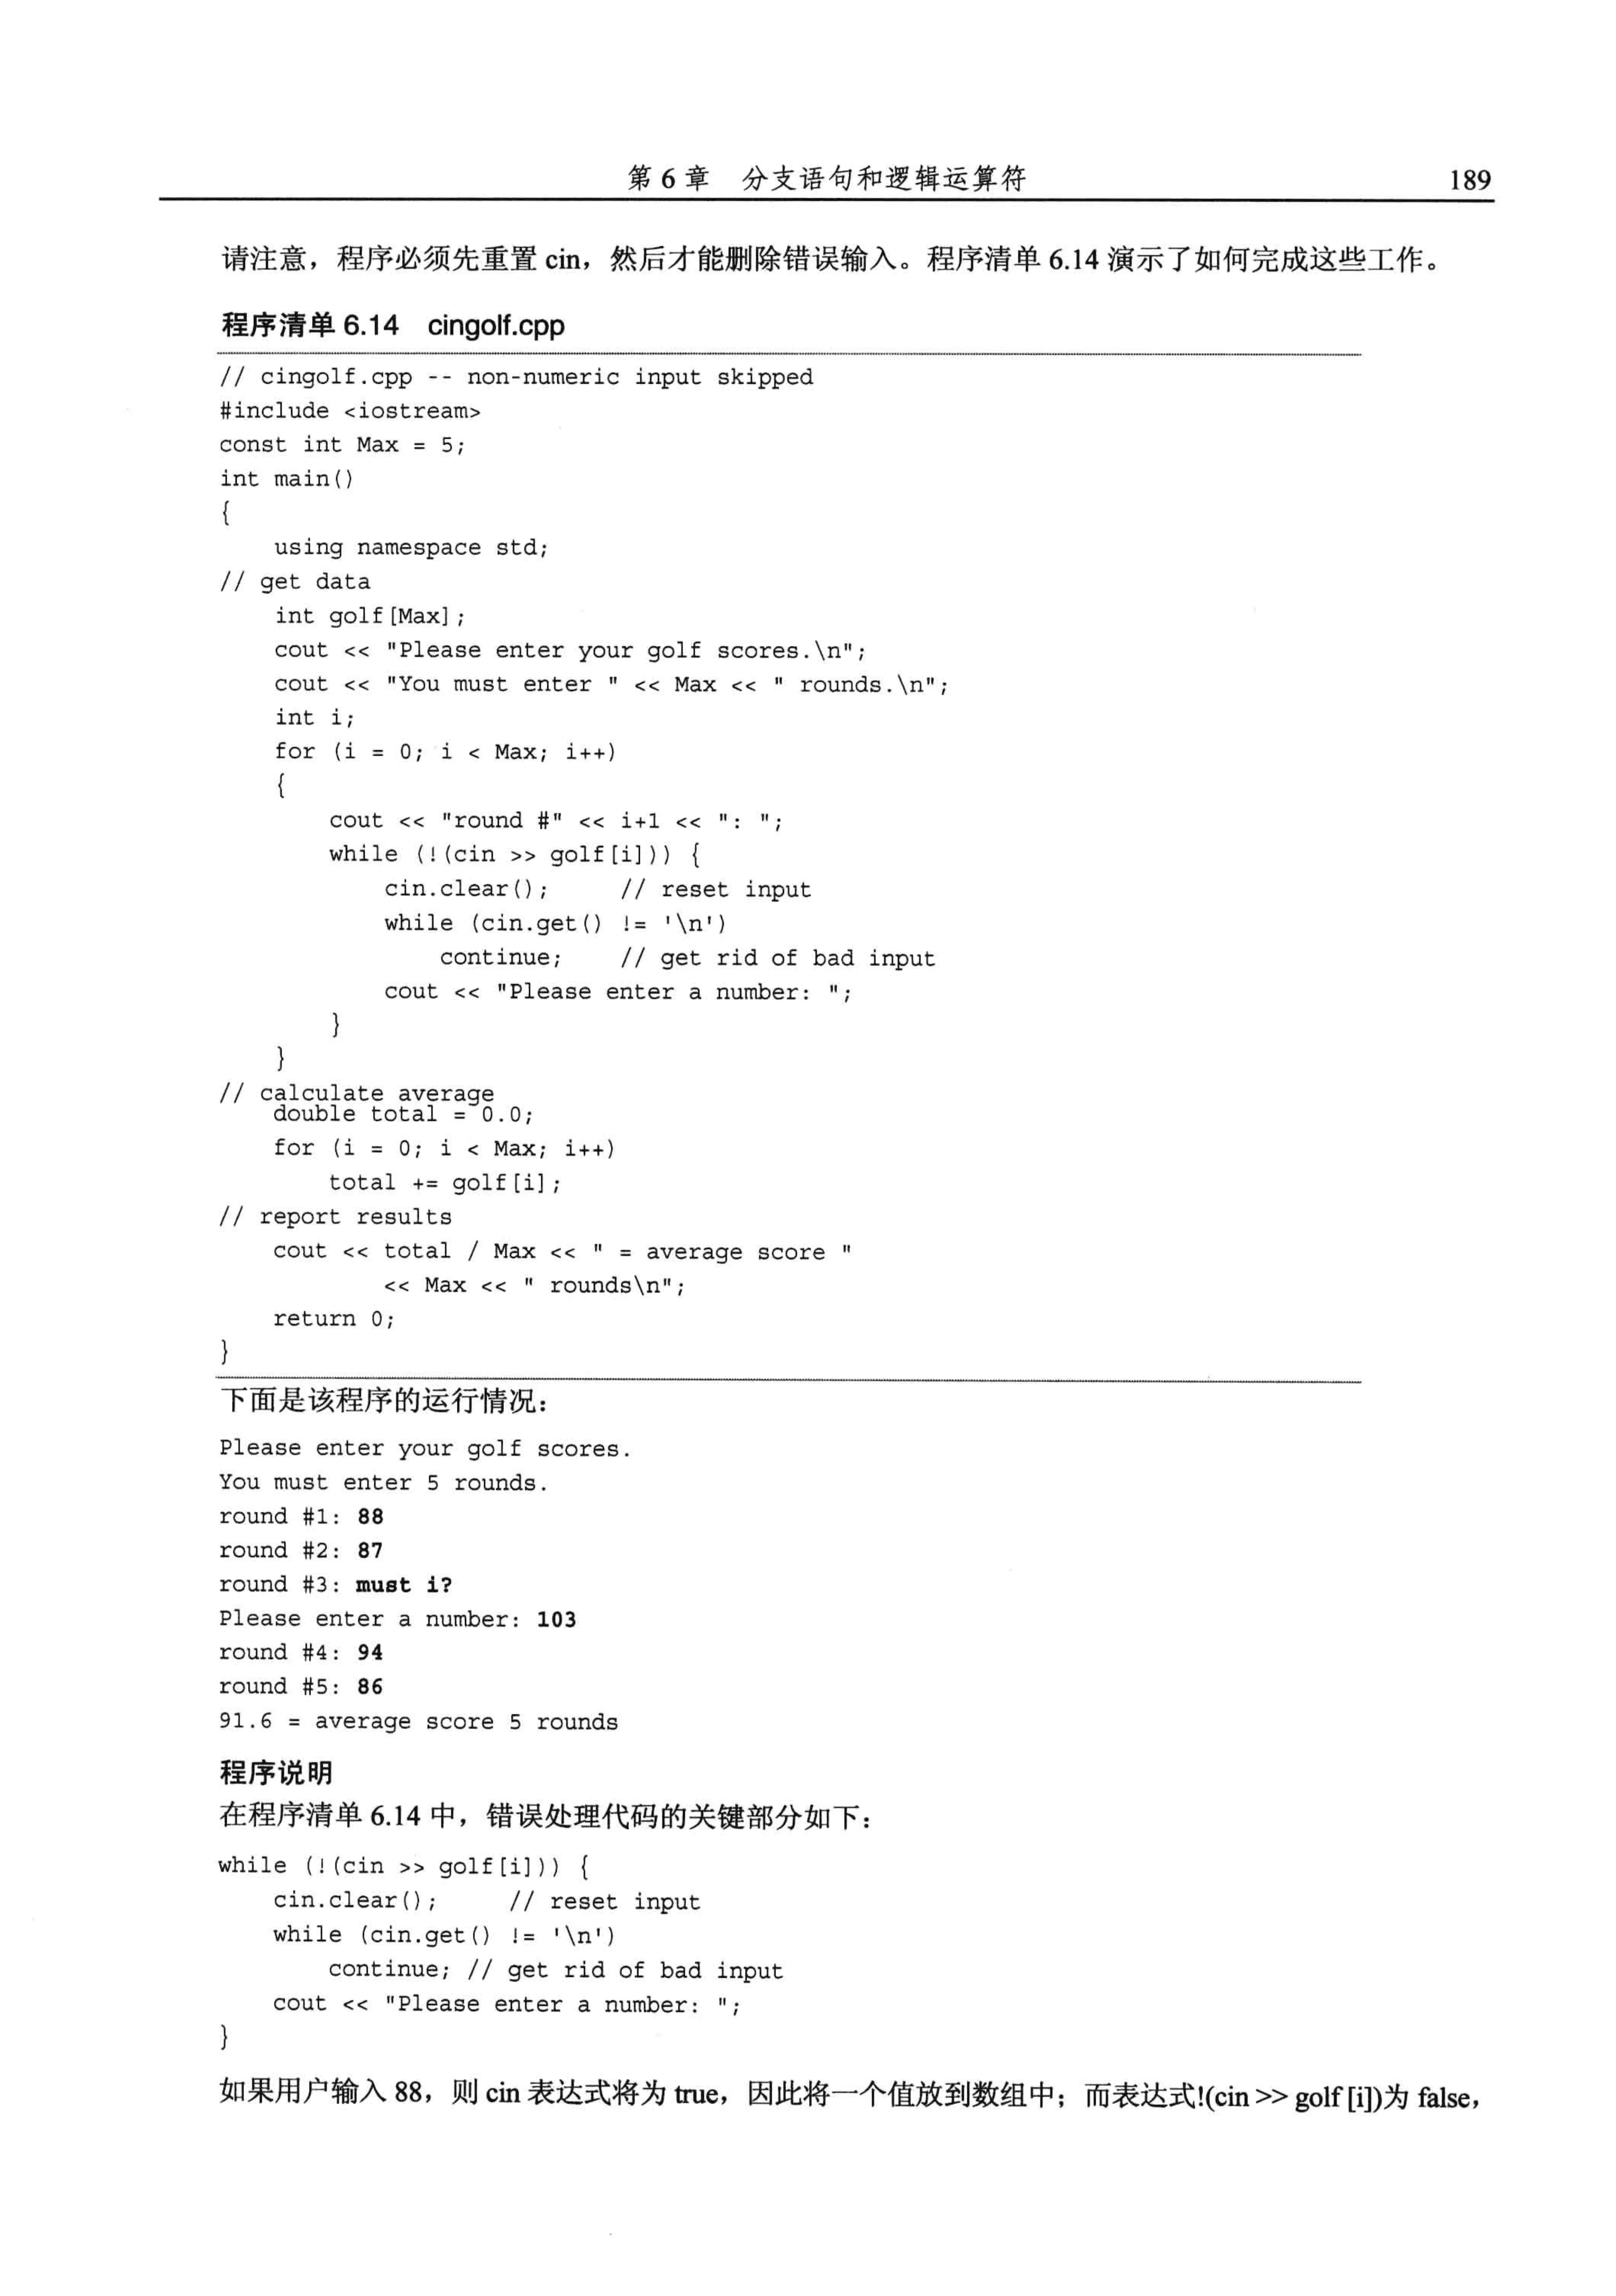 第 6 章 分支语句和逻辑运算符 189
请注意，程序必须先重置 cin，然后才能删除错误输入。程序清单 6.14 演示了如何完成这些工作。
程序清单 6.14 cingolf.cpp
// cingolf.cpp -- non-numeric input skipped
#include <iostream>
const int Max = 5;
int main()
{
    using namespace std;
// get data
    int golf[Max];
    cout << "Please enter your golf scores.\n";
    cout << "You must enter " << Max << " rounds.\n";
    int i;
    for (i = 0; i < Max; i++)
    {
        cout << "round #" << i+1 << ": ";
        while (!(cin >> golf[i])) {
            cin.clear();     // reset input
            while (cin.get() != '\n')
                continue;    // get rid of bad input
            cout << "Please enter a number: ";
        }
    }
// calculate average
    double total = 0.0;
    for (i = 0; i < Max; i++)
        total += golf[i];
// report results
    cout << total / Max << " = average score "
            << Max << " rounds\n";
    return 0;
}
下面是该程序的运行情况：
Please enter your golf scores.
You must enter 5 rounds.
round #1: 88
round #2: 87
round #3: must i?
Please enter a number: 103
round #4: 94
round #5: 86
91.6 = average score 5 rounds
程序说明
在程序清单 6.14 中，错误处理代码的关键部分如下：
while (!(cin >> golf[i])) {
    cin.clear();     // reset input
    while (cin.get() != '\n')
        continue; // get rid of bad input
    cout << "Please enter a number: ";
}
如果用户输入 88，则 cin 表达式将为 true，因此将一个值放到数组中；而表达式!(cin >> golf [i])为 false，